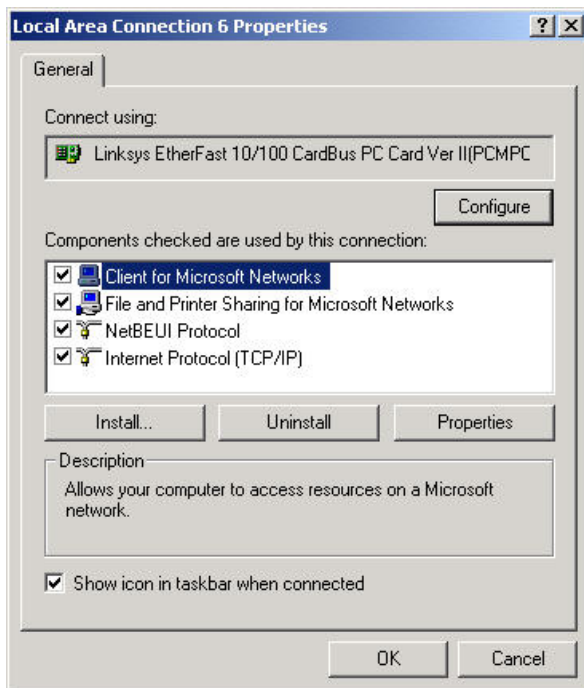 Local Area Connection 6 Properties
General
Connect using:
Linksys EtherFast 10/100 CardBus PC Card Ver II(PCMPC
Configure
Components checked are used by this connection:
Client for Microsoft Networks
File and Printer Sharing for Microsoft Networks
NetBEUI Protocol
Internet Protocol (TCP/IP)
Install... Uninstall Properties
Description
Allows your computer to access resources on a Microsoft
network.
Show icon in taskbar when connected
OK Cancel